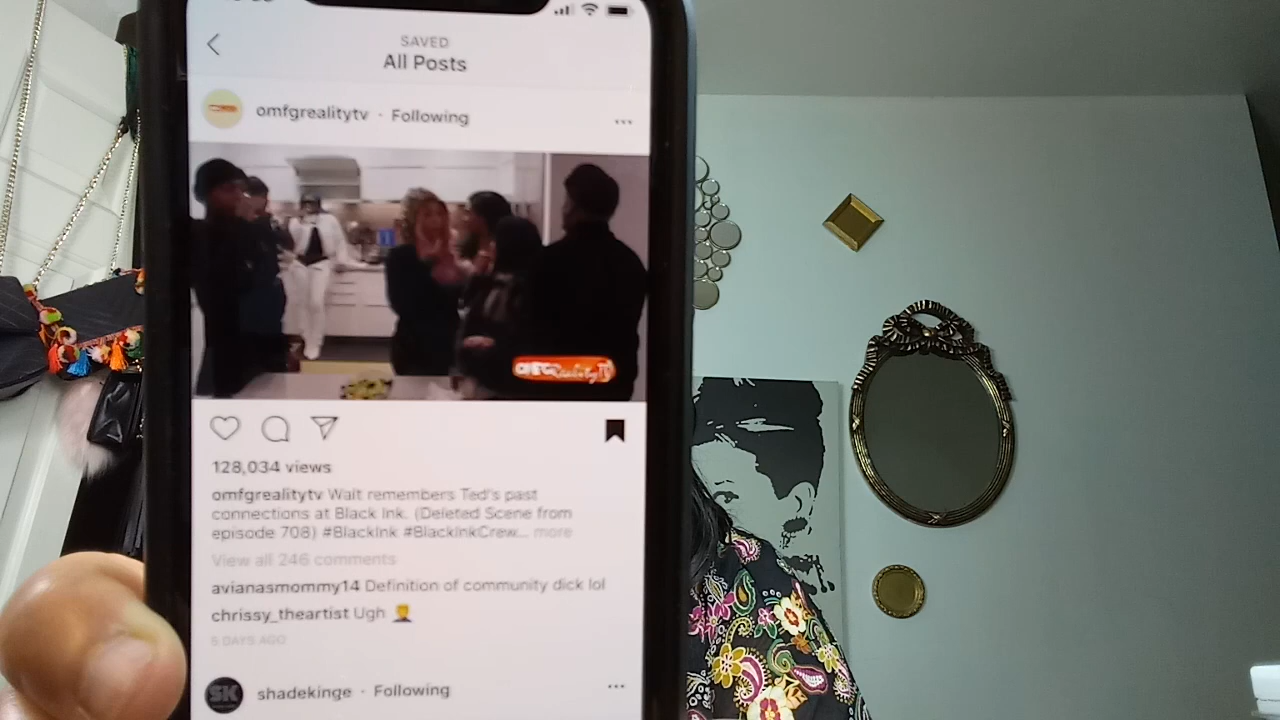 SAVED
All Posts
omfgrealitytv · Following
...
OMFGRealityTV
128,034 views
omfgrealitytv Walt remembers Ted's past
connections at Black Ink. (Deleted Scene from
episode 708) #BlackInk #BlackInkCrew... more
View all 246 comments
avianasmommy14 Definition of community dick lol
chrissy_theartist Ugh 🤦
5 DAYS AGO
SK
shadekinge · Following
...